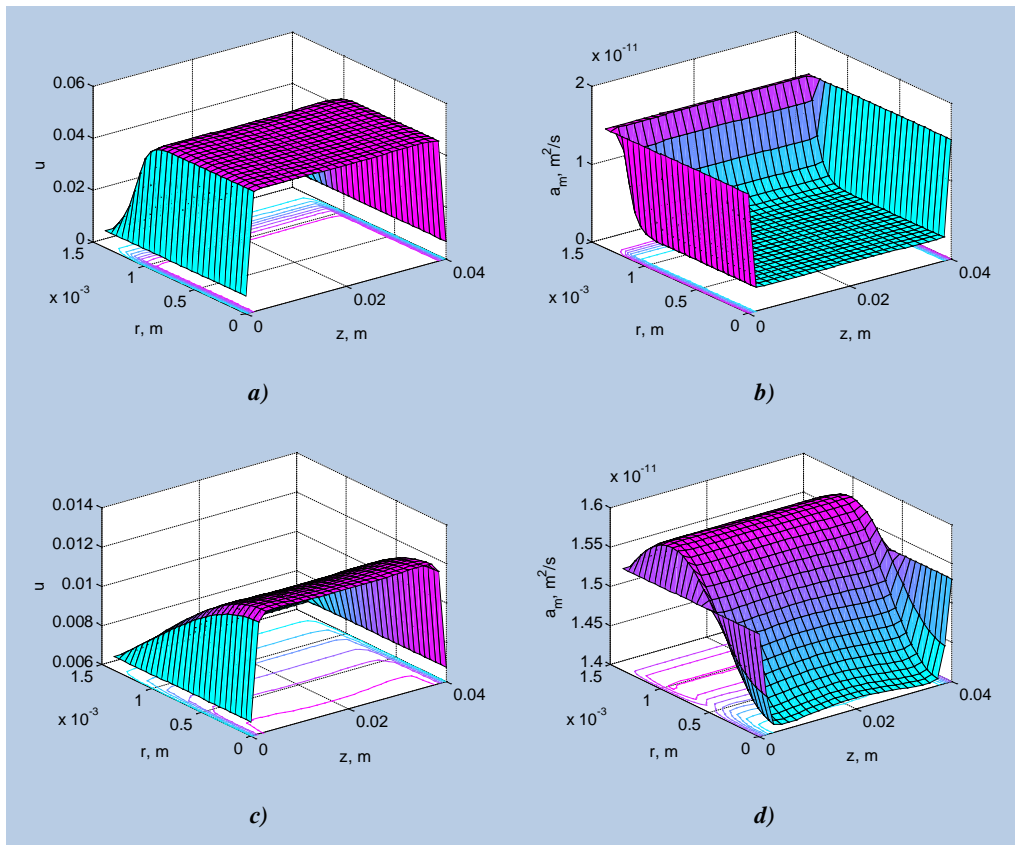 0.06
0.04
0.02
0
u
1.5
1
0.5
0
x 10-3
r, m
0
0.02
0.04
z, m
a)
x 10-11
2
1
0
am, m2/s
1.5
1
0.5
0
x 10-3
r, m
0
0.02
0.04
z, m
b)
0.014
0.012
0.01
0.008
0.006
u
1.5
1
0.5
0
x 10-3
r, m
0
0.02
0.04
z, m
c)
x 10-11
1.6
1.55
1.5
1.45
1.4
am, m2/s
1.5
1
0.5
0
x 10-3
r, m
0
0.02
0.04
z, m
d)